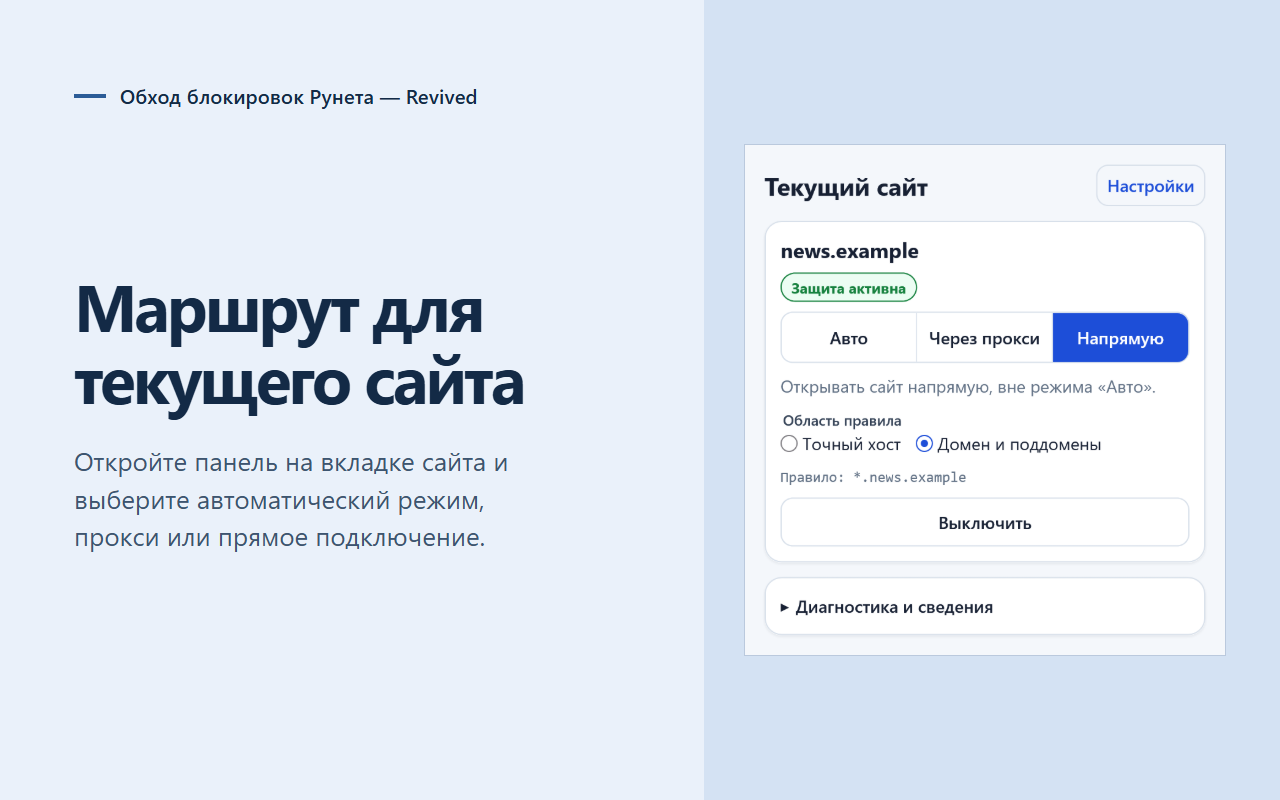 Обход блокировок Рунета — Revived
Маршрут для
текущего сайта
Откройте панель на вкладке сайта и
выберите автоматический режим,
прокси или прямое подключение.
Текущий сайт
Настройки
news.example
Защита активна
Авто
Через прокси
Напрямую
Открывать сайт напрямую, вне режима «Авто».
Область правила
Точный хост
Домен и поддомены
Правило: *.news.example
Выключить
▸ Диагностика и сведения